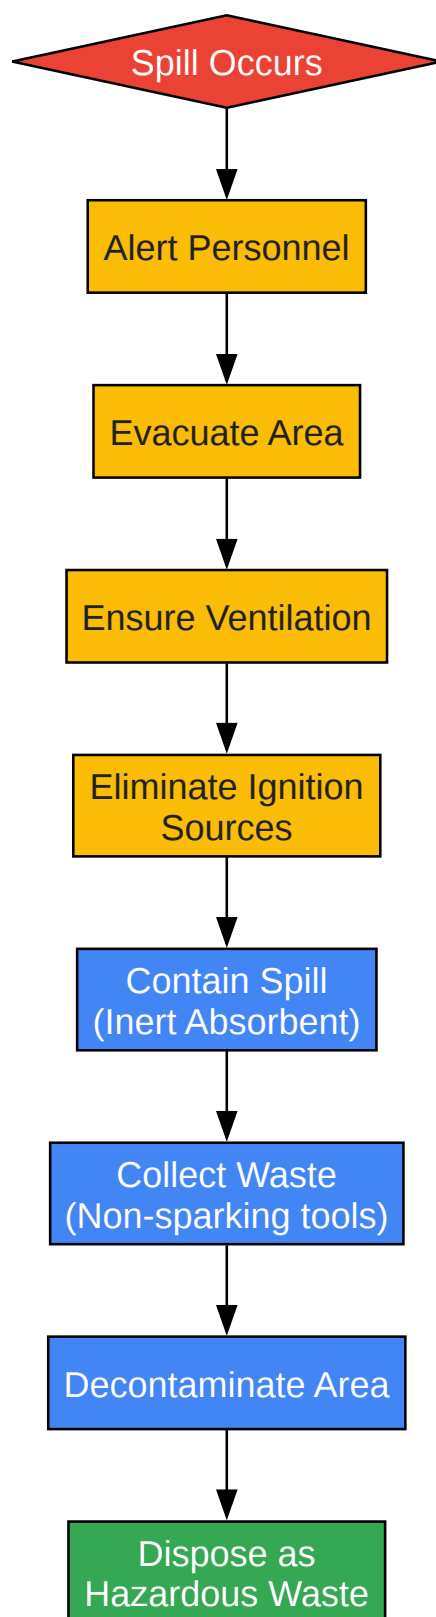 Spill Occurs
Alert Personnel
Evacuate Area
Ensure Ventilation
Eliminate Ignition
Sources
Contain Spill
(Inert Absorbent)
Collect Waste
(Non-sparking tools)
Decontaminate Area
Dispose as
Hazardous Waste